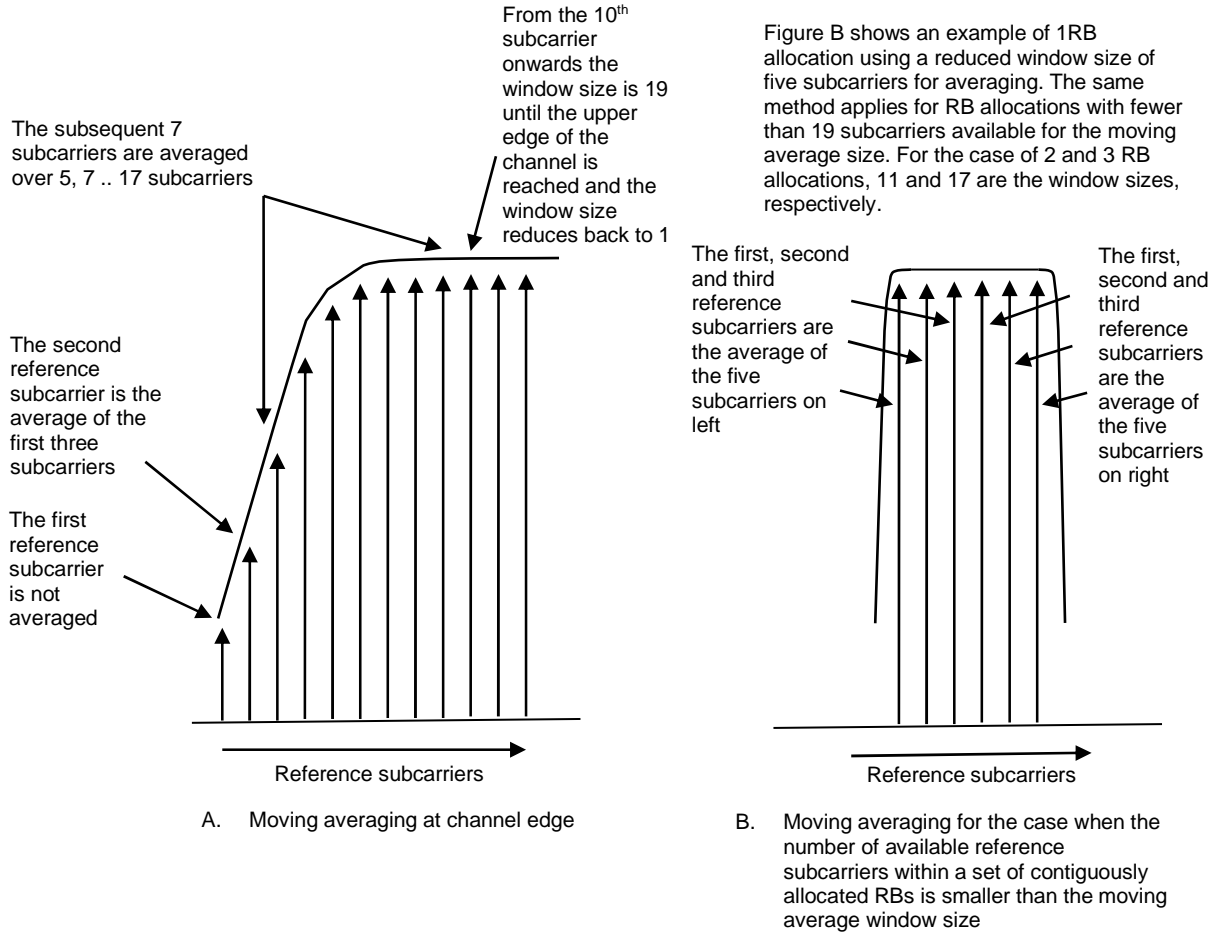 From the 10th
subcarrier
onwards the
window size is 19
until the upper
edge of the
channel is
reached and the
window size
reduces back to 1
The subsequent 7
subcarriers are averaged
over 5, 7 .. 17 subcarriers
The second
reference
subcarrier is the
average of the
first three
subcarriers
The first
reference
subcarrier
is not
averaged
Reference subcarriers
A. Moving averaging at channel edge
Figure B shows an example of 1RB
allocation using a reduced window size of
five subcarriers for averaging. The same
method applies for RB allocations with fewer
than 19 subcarriers available for the moving
average size. For the case of 2 and 3 RB
allocations, 11 and 17 are the window sizes,
respectively.
The first, second
and third
reference
subcarriers are
the average of
the five
subcarriers on
left
The first,
second and
third
reference
subcarriers
are the
average of
the five
subcarriers
on right
Reference subcarriers
B. Moving averaging for the case when the
number of available reference
subcarriers within a set of contiguously
allocated RBs is smaller than the moving
average window size